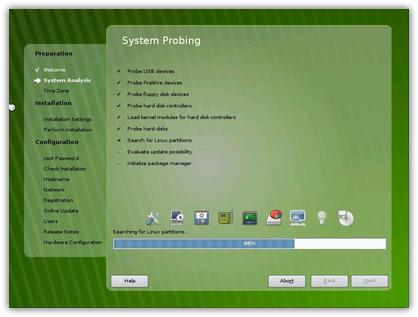 System Probing
Preparation
Welcome
System Analysis
Time Zone
Installation
Installation Settings
Perform Installation
Configuration
root Password
Check Installation
Hostname
Network
Registration
Online Update
Users
Release Notes
Hardware Configuration
Probe USB devices
Probe FireWire devices
Probe floppy disk devices
Probe hard disk controllers
Load kernel modules for hard disk controllers
Probe hard disks
Search for Linux partitions
Evaluate update possibility
Initialize package manager
Searching for Linux partitions...
66%
Help
Abort
Back
Next